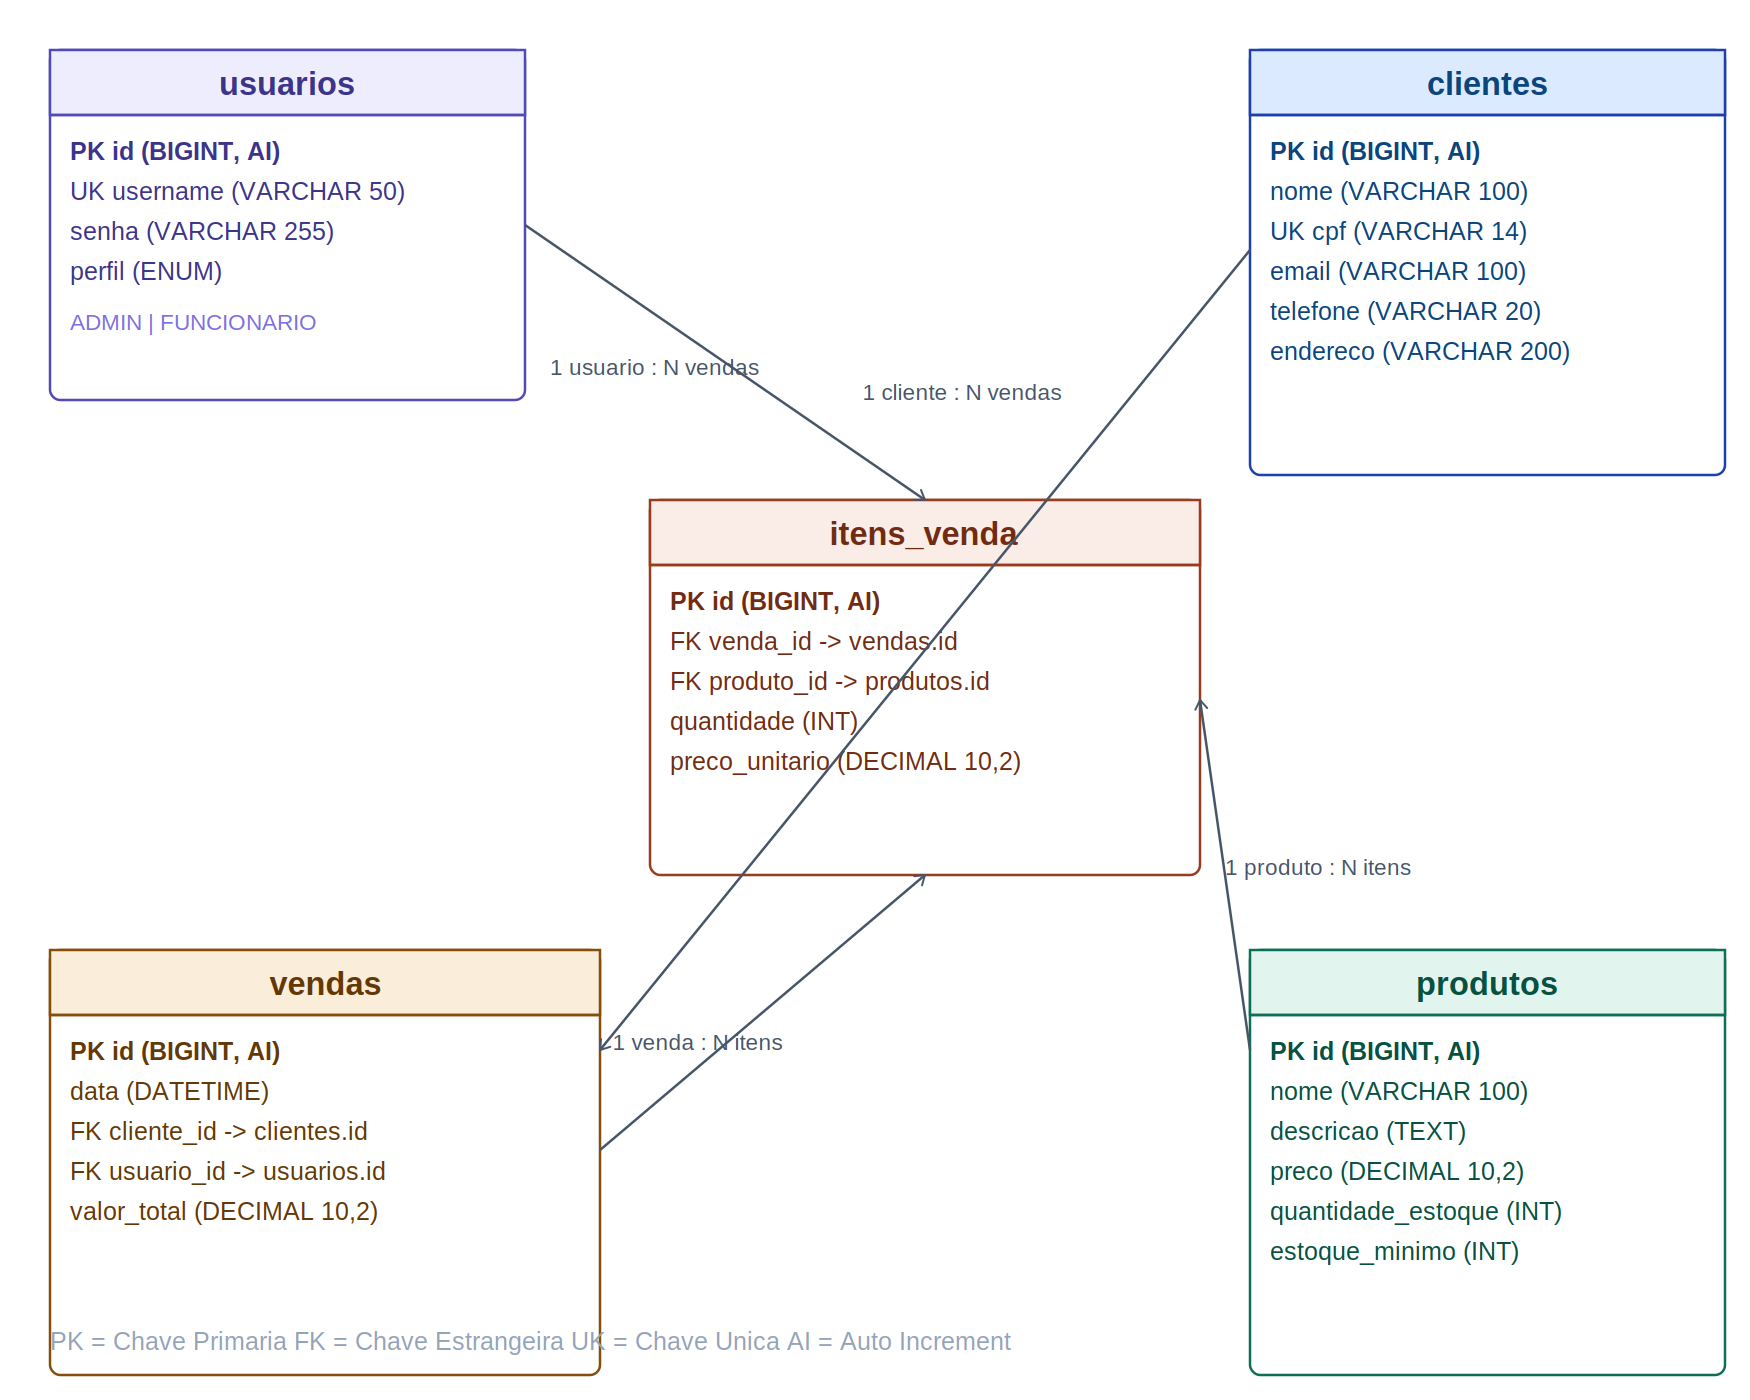 usuarios
PK id (BIGINT, AI)
UK username (VARCHAR 50)
senha (VARCHAR 255)
perfil (ENUM)
ADMIN | FUNCIONARIO
clientes
PK id (BIGINT, AI)
nome (VARCHAR 100)
UK cpf (VARCHAR 14)
email (VARCHAR 100)
telefone (VARCHAR 20)
endereco (VARCHAR 200)
1 usuario : N vendas
1 cliente : N vendas
itens_venda
PK id (BIGINT, AI)
FK venda_id -> vendas.id
FK produto_id -> produtos.id
quantidade (INT)
preco_unitario (DECIMAL 10,2)
1 produto : N itens
1 venda : N itens
vendas
PK id (BIGINT, AI)
data (DATETIME)
FK cliente_id -> clientes.id
FK usuario_id -> usuarios.id
valor_total (DECIMAL 10,2)
produtos
PK id (BIGINT, AI)
nome (VARCHAR 100)
descricao (TEXT)
preco (DECIMAL 10,2)
quantidade_estoque (INT)
estoque_minimo (INT)
PK = Chave Primaria FK = Chave Estrangeira UK = Chave Unica AI = Auto Increment